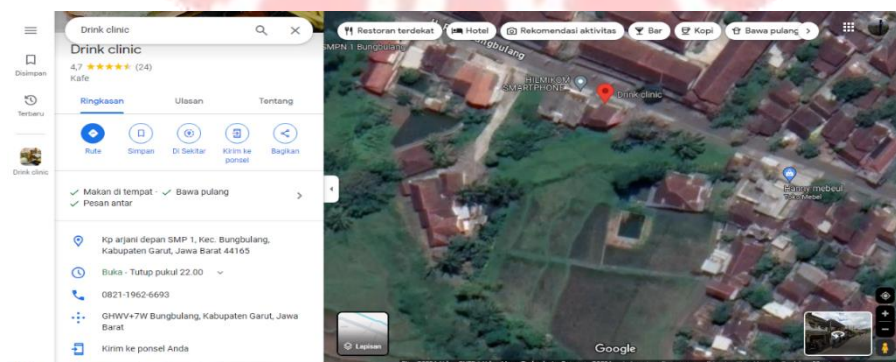 Drink clinic
Restoran terdekat
Hotel
Rekomendasi aktivitas
Bar
Kopi
Bawa pulang
Disimpan
Terbaru
Drink clinic
Drink clinic
4,7 (24)
Kafe
Ringkasan Ulasan Tentang
Rute Simpan Di Sekitar Kirim ke ponsel Bagikan
Makan di tempat · Bawa pulang
Pesan antar
Kp arjani depan SMP 1, Kec. Bungbulang,
Kabupaten Garut, Jawa Barat 44165
Buka · Tutup pukul 22.00
0821-1962-6693
GHWV+7W Bungbulang, Kabupaten Garut, Jawa
Barat
Kirim ke ponsel Anda
SMPN 1 Bungbulang
HILMIKOM
SMARTPHONE
Drink clinic
Hanny mebeul
Toko Mebel
Lapisan
Google